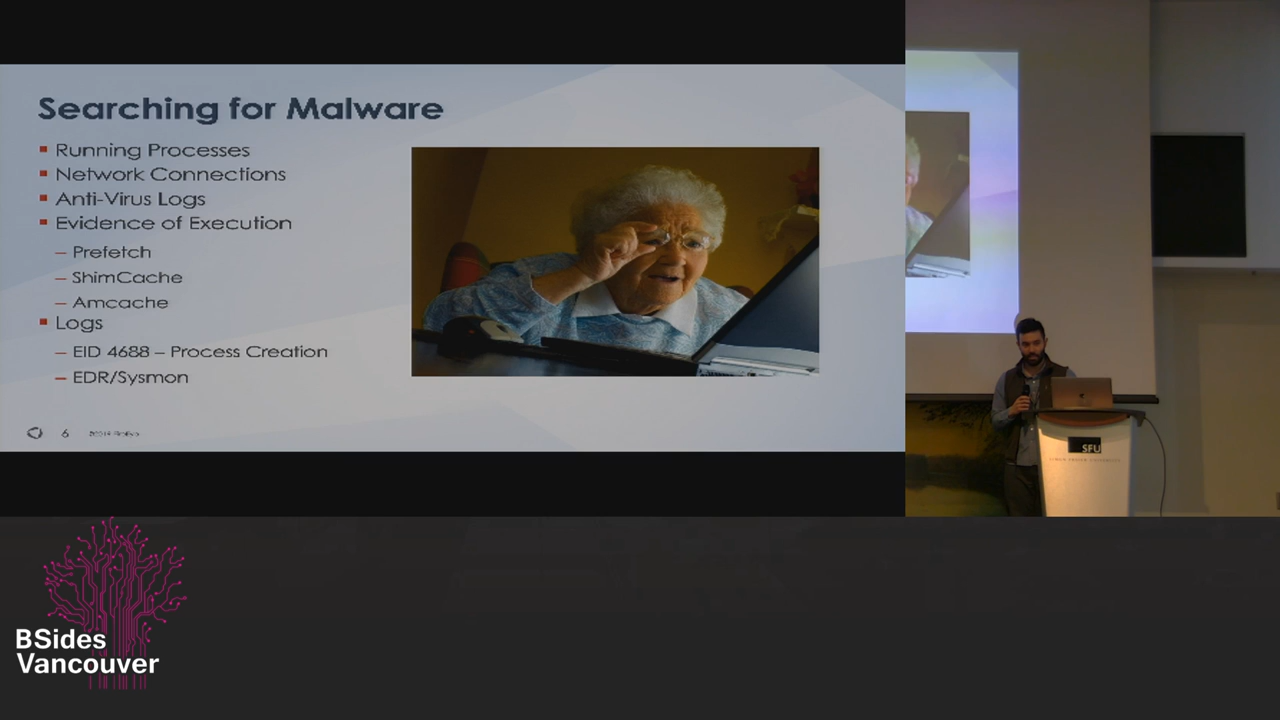 Searching for Malware
Running Processes
Network Connections
Anti-Virus Logs
Evidence of Execution
– Prefetch
– ShimCache
– Amcache
Logs
– EID 4688 – Process Creation
– EDR/Sysmon
6
SFU
BSides
Vancouver